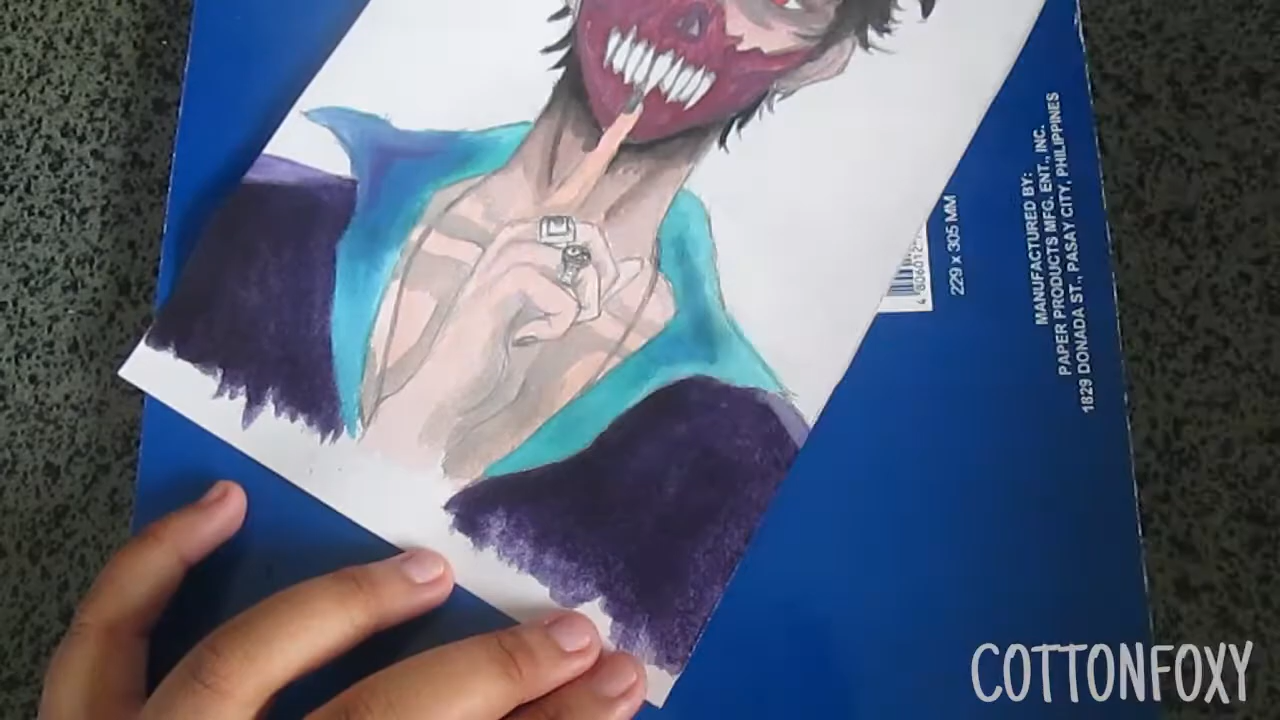 MANUFACTURED BY:
PAPER PRODUCTS MFG. ENT., INC.
1829 DONADA ST., PASAY CITY, PHILIPPINES
229 x 305 MM
COTTONFOXY